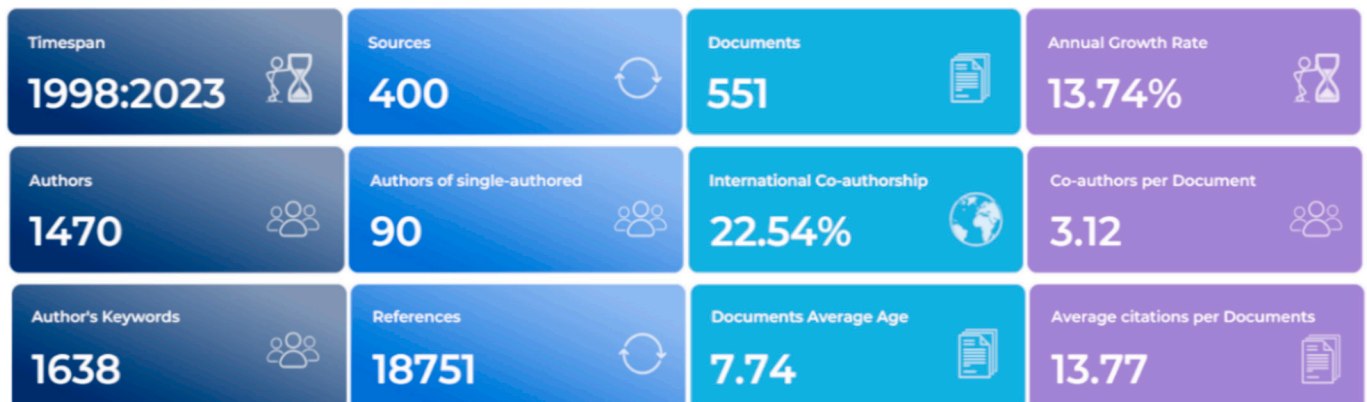 Timespan
1998:2023
Sources
400
Documents
551
Annual Growth Rate
13.74%
Authors
1470
Authors of single-authored
90
International Co-authorship
22.54%
Co-authors per Document
3.12
Author's Keywords
1638
References
18751
Documents Average Age
7.74
Average citations per Documents
13.77